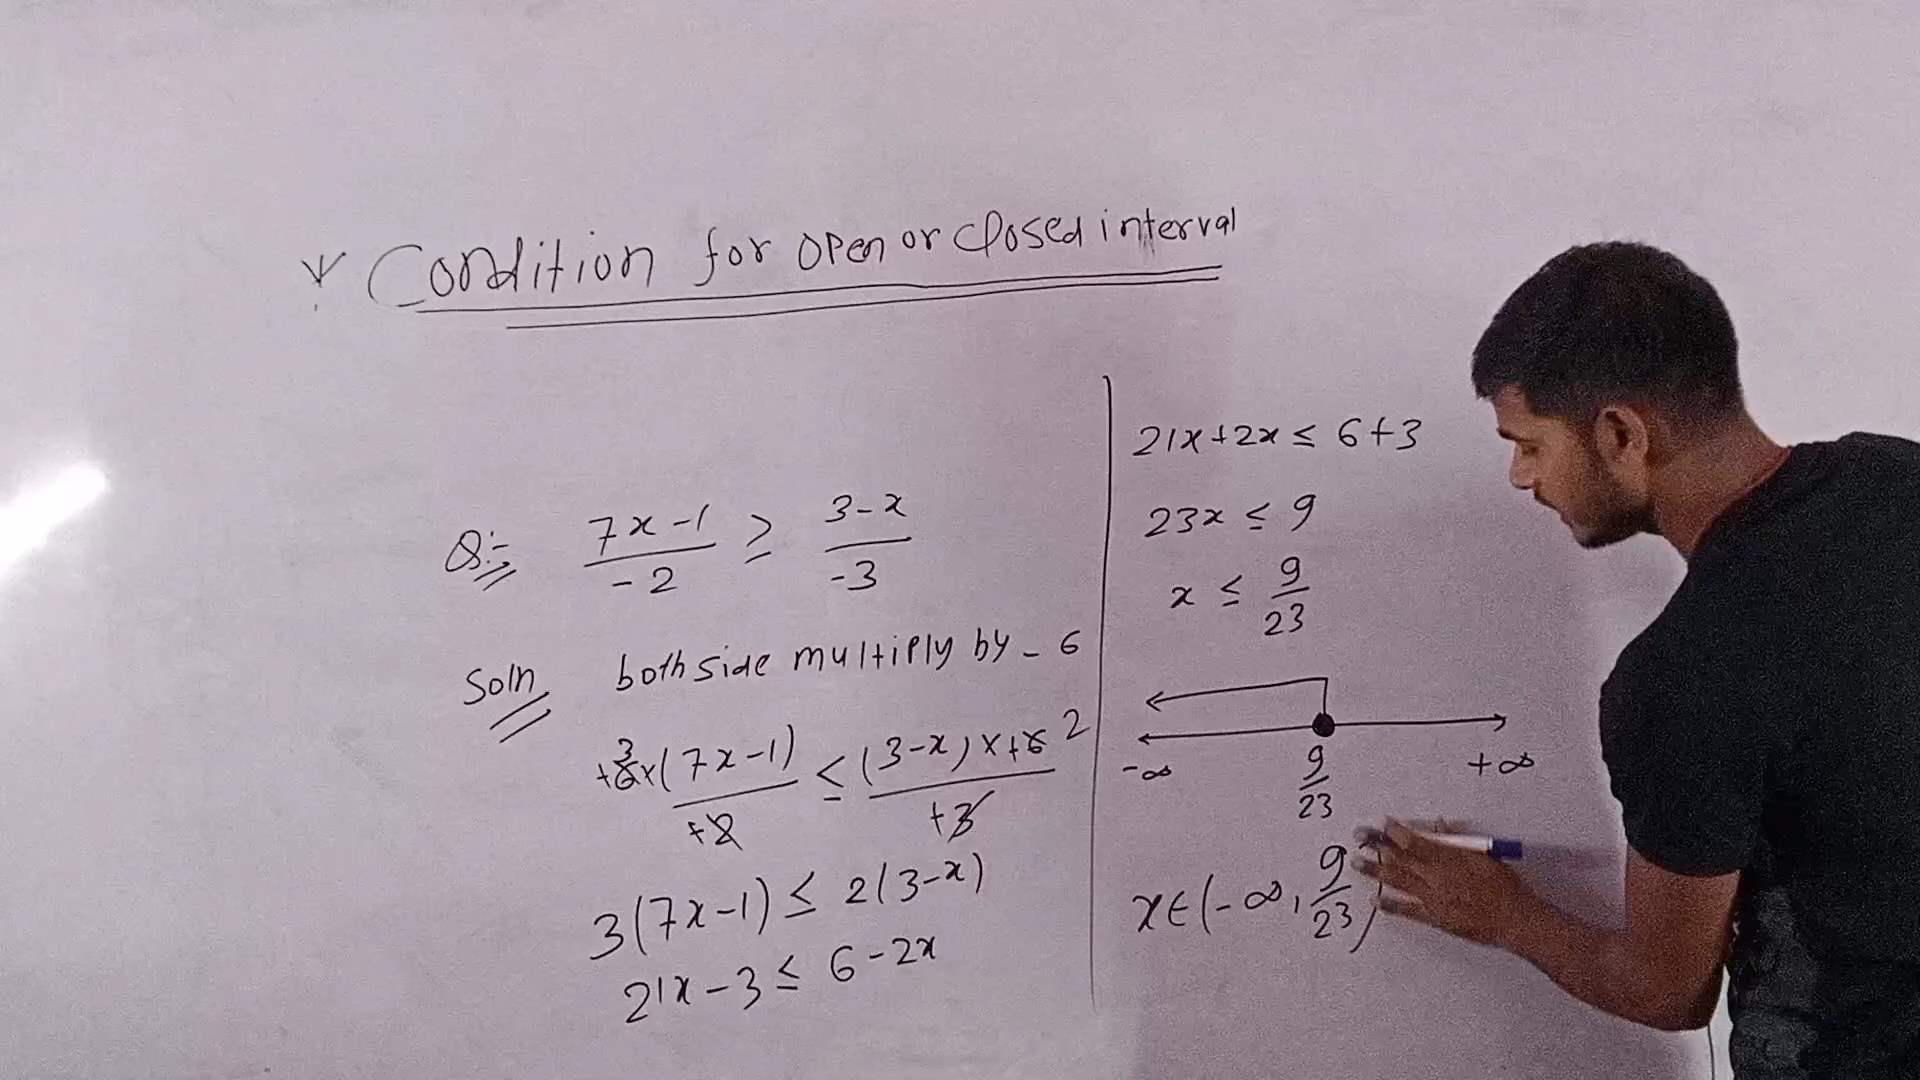 * Condition for open or closed interval
Q:- (7x-1)/-2 ≥ (3-x)/-3
Soln both side multiply by - 6
+6 3 x(7x-1)/+2 ≤ (3-x)x+6 2/+3
3(7x-1) ≤ 2(3-x)
21x-3 ≤ 6-2x
21x+2x ≤ 6+3
23x ≤ 9
x ≤ 9/23
-∞ 9/23 +∞
x∈(-∞, 9/23)